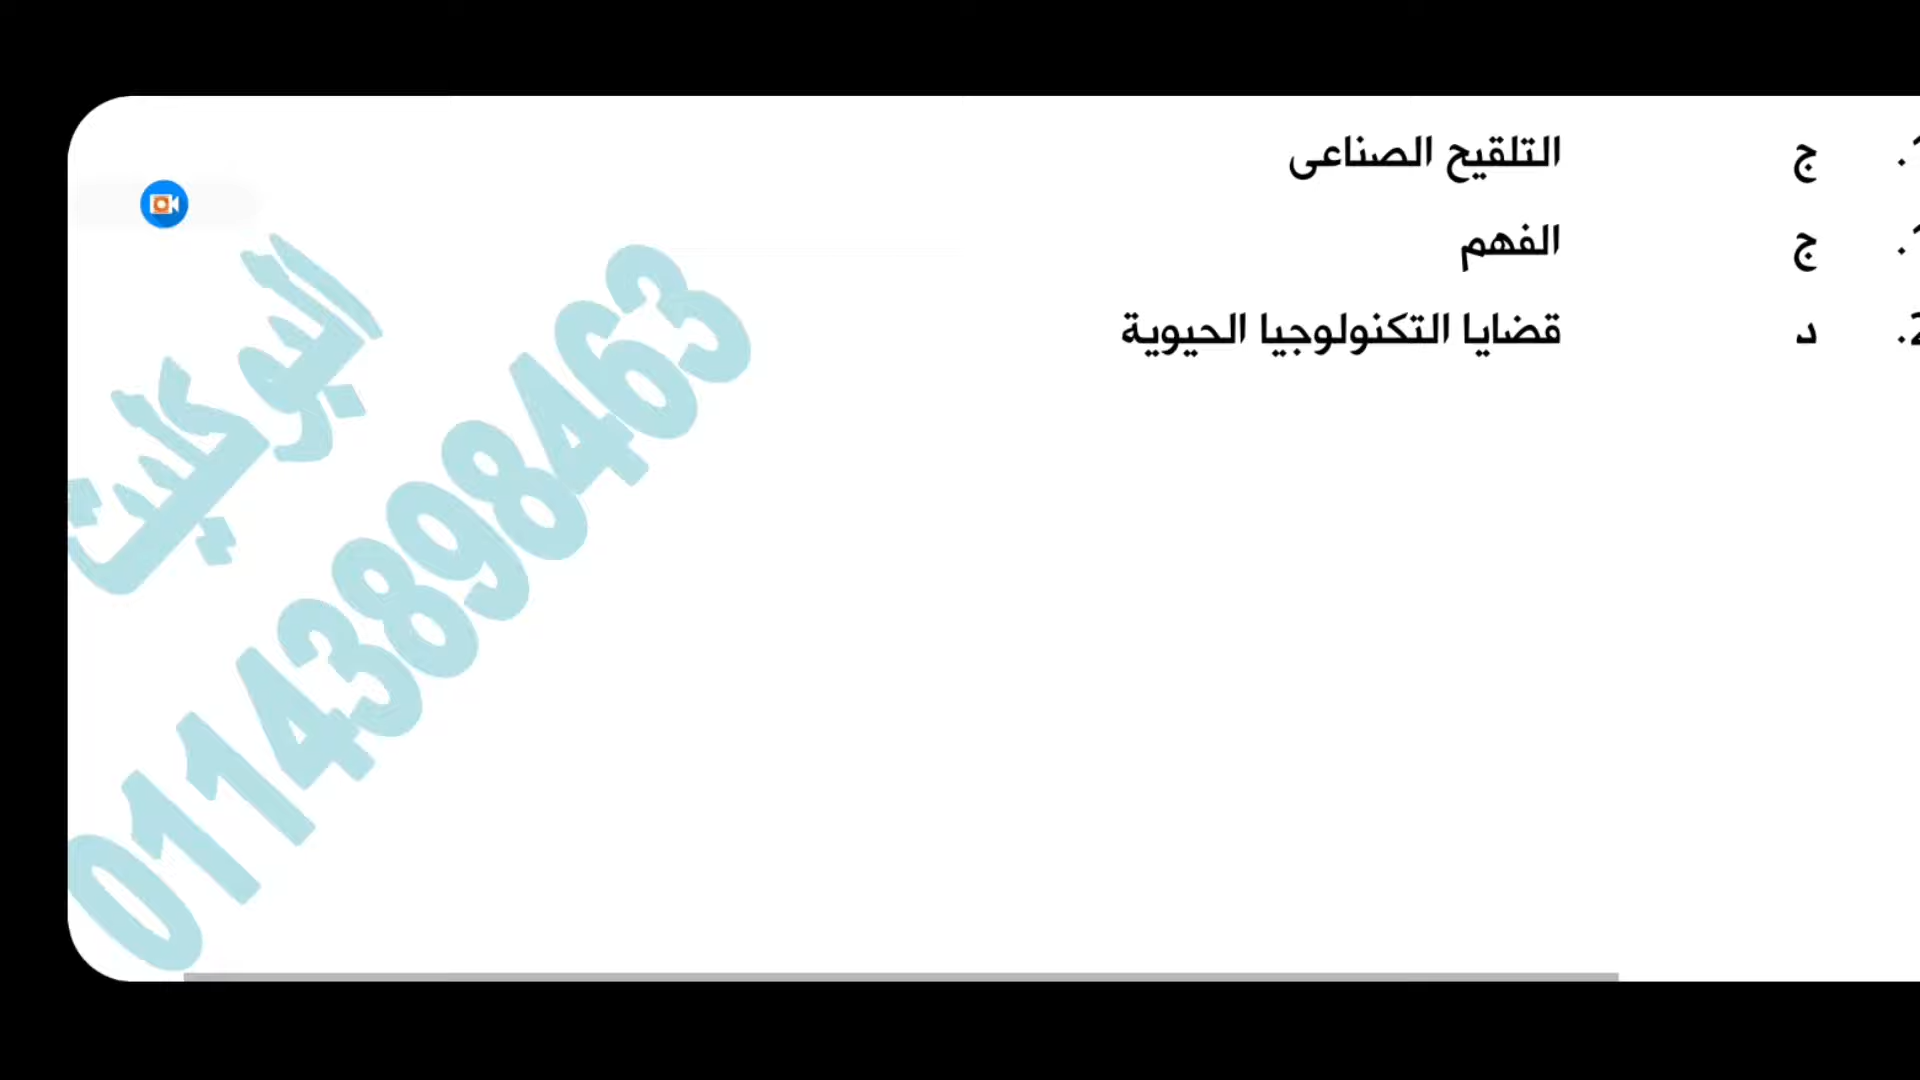 ج التلقيح الصناعى
ج الفهم
د قضايا التكنولوجيا الحيوية
البوكليت
01143898463